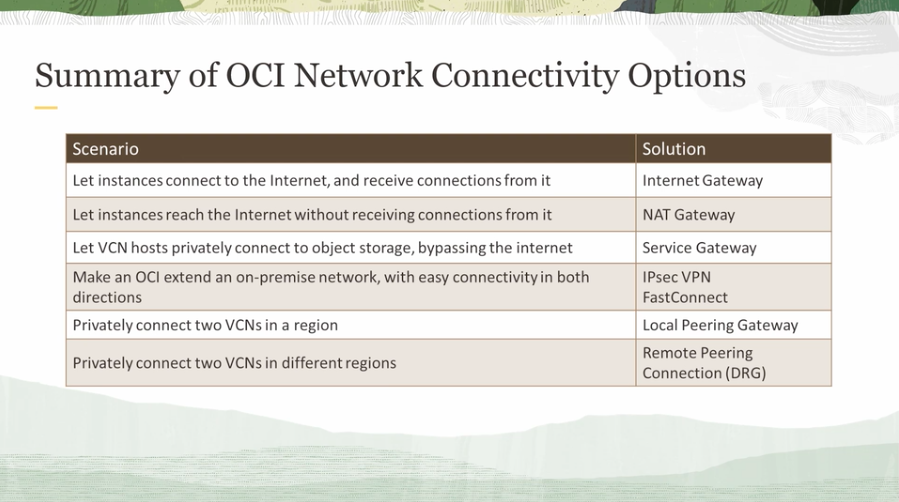 Summary of OCI Network Connectivity Options
Scenario
Solution
Let instances connect to the Internet, and receive connections from it
Internet Gateway
Let instances reach the Internet without receiving connections from it
NAT Gateway
Let VCN hosts privately connect to object storage, bypassing the internet
Service Gateway
Make an OCI extend an on-premise network, with easy connectivity in both
directions
IPsec VPN
FastConnect
Privately connect two VCNs in a region
Local Peering Gateway
Privately connect two VCNs in different regions
Remote Peering
Connection (DRG)